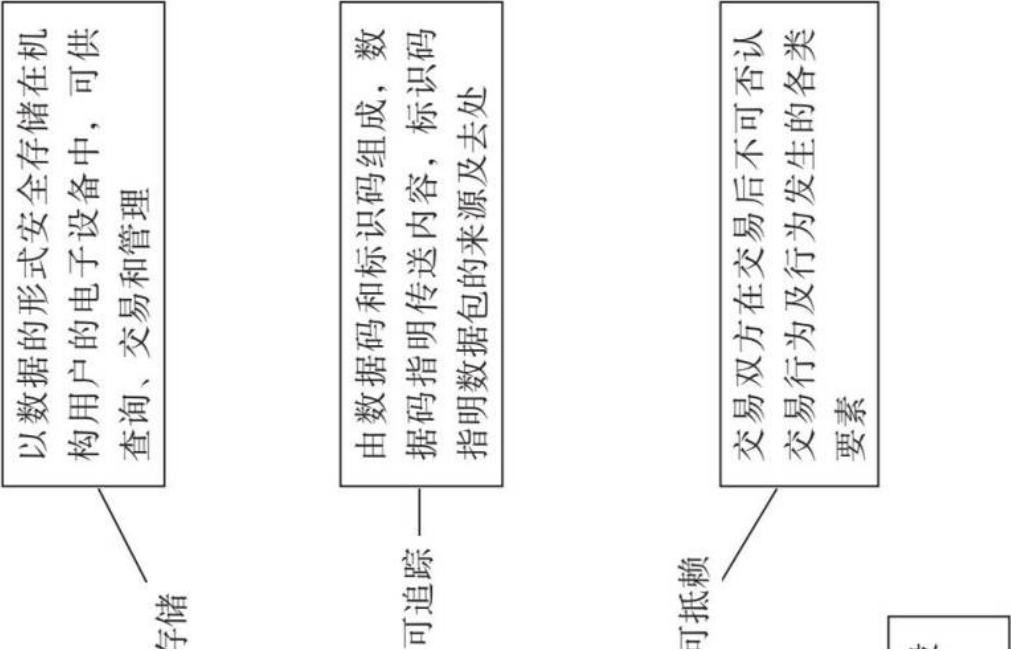 以数据的形式安全存储在机
构用户的电子设备中，可供
查询、交易和管理
存储
由数据码和标识码组成，数
据码指明传送内容，标识码
指明数据包的来源及去处
可追踪
交易双方在交易后不可否认
交易行为及行为发生的各类
要素
可抵赖